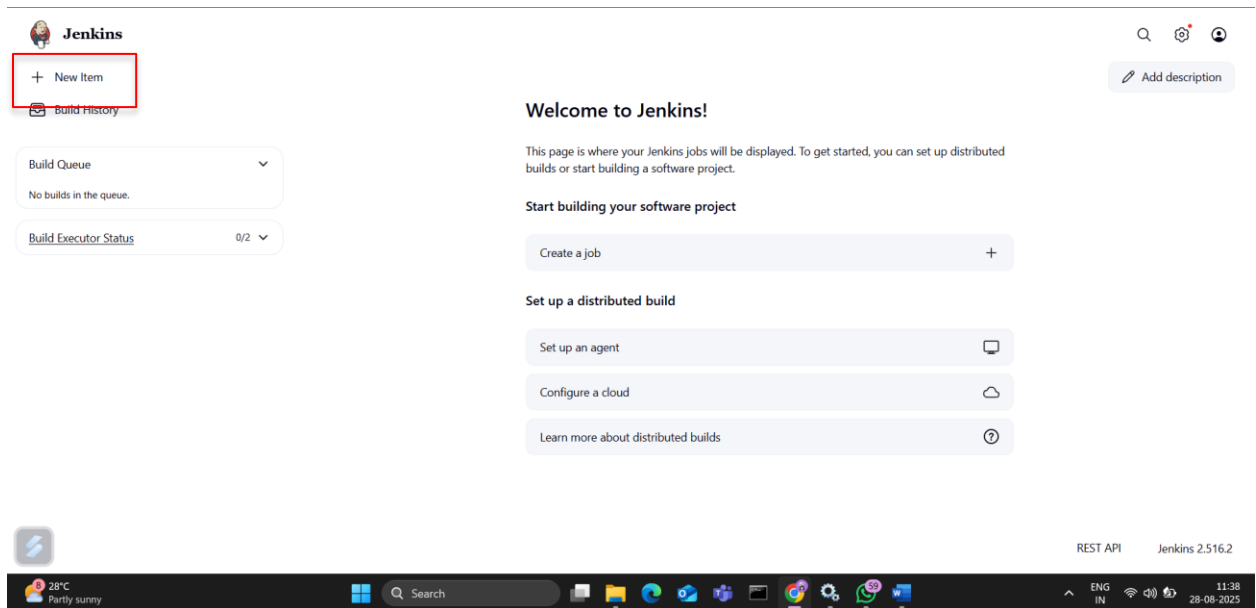 Jenkins
New Item
Add description
Build History
Welcome to Jenkins!
This page is where your Jenkins jobs will be displayed. To get started, you can set up distributed
builds or start building a software project.
Build Queue
No builds in the queue.
Start building your software project
Build Executor Status 0/2
Create a job
Set up a distributed build
Set up an agent
Configure a cloud
Learn more about distributed builds
REST API Jenkins 2.516.2
8
28°C
Partly sunny
Search
59
ENG
IN
11:38
28-08-2025